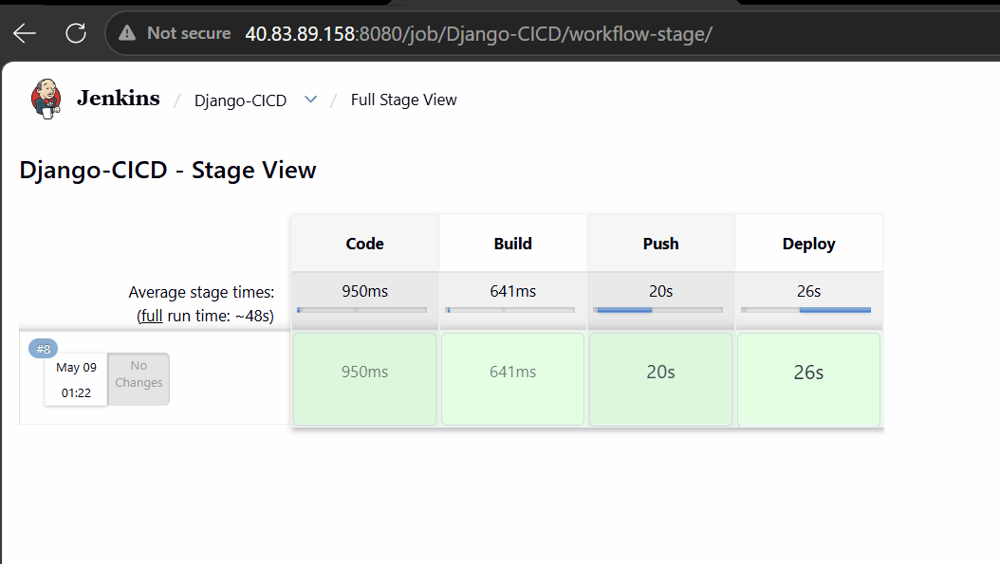 Not secure 40.83.89.158:8080/job/Django-CICD/workflow-stage/
Jenkins / Django-CICD / Full Stage View
Django-CICD - Stage View
Code Build Push Deploy
Average stage times: 950ms 641ms 20s 26s
(full run time: ~48s)
#8
May 09 No
Changes
01:22
950ms 641ms 20s 26s